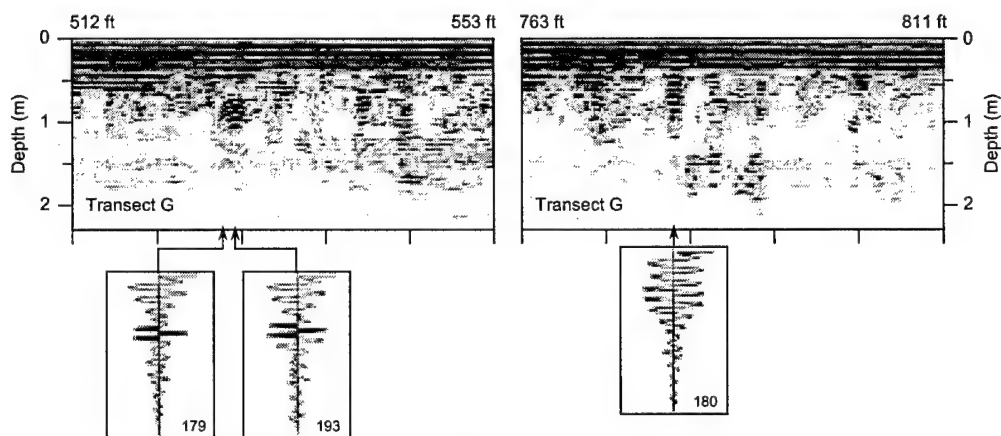 512 ft 553 ft 763 ft 811 ft
0 0
Depth (m) 1 1 Depth (m)
2 Transect G Transect G 2
179 193 180